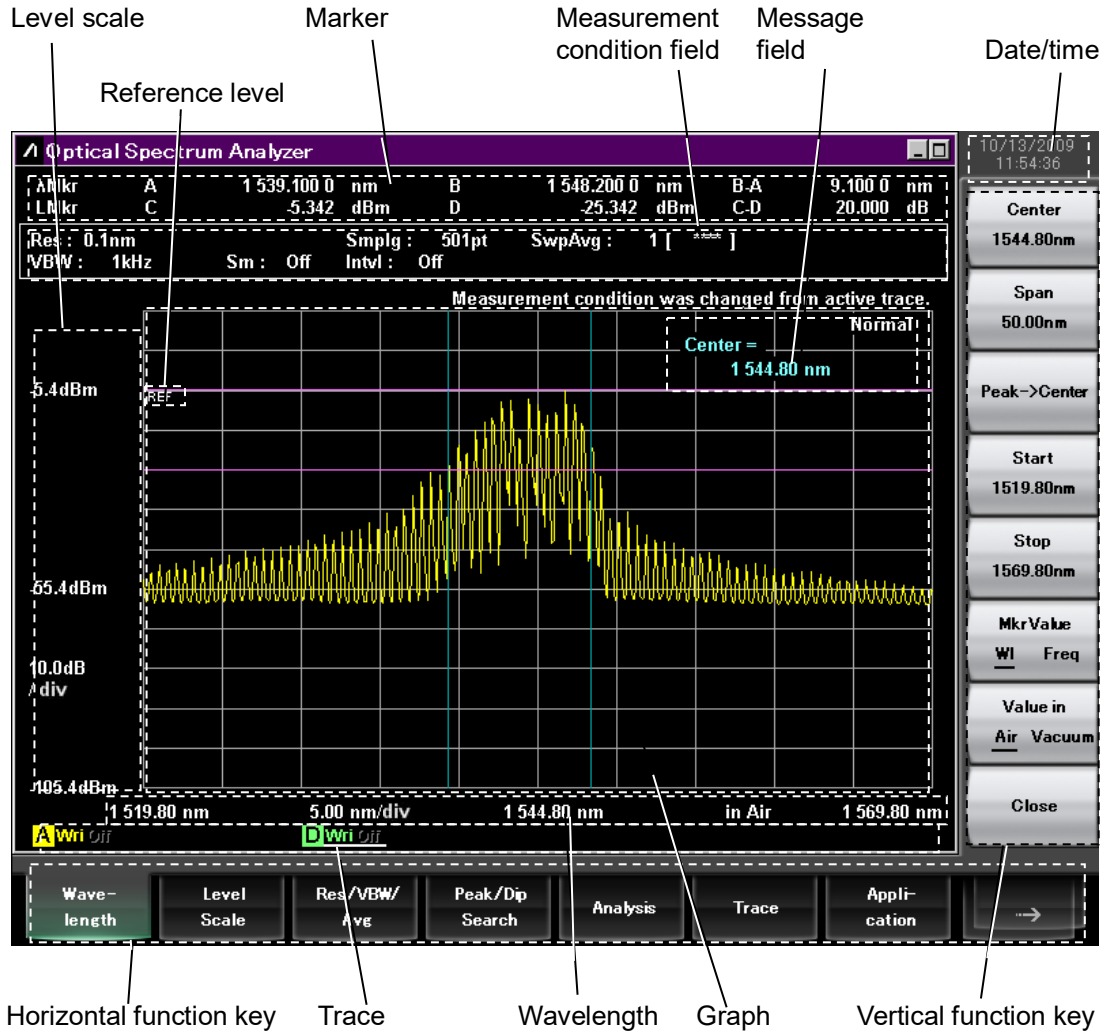 Level scale
Marker
Measurement condition field
Message field
Date/time
Reference level
Optical Spectrum Analyzer
10/13/2009
11:54:36
λMkr A 1 539.100 0 nm B 1 548.200 0 nm B-A 9.100 0 nm
LMkr C -5.342 dBm D -25.342 dBm C-D 20.000 dB
Res : 0.1nm Smplg : 501pt SwpAvg : 1 [ **** ]
VBW : 1kHz Sm : Off Intvl : Off
Measurement condition was changed from active trace.
Normal
Center =
1 544.80 nm
-5.4dBm
REF
-55.4dBm
10.0dB
/div
-105.4dBm
1 519.80 nm 5.00 nm/div 1 544.80 nm in Air 1 569.80 nm
A Wri Off D Wri Off
Center
1544.80nm
Span
50.00nm
Peak->Center
Start
1519.80nm
Stop
1569.80nm
MkrValue
Wl Freq
Value in
Air Vacuum
Close
Wave-
length
Level
Scale
Res/VBW/
Avg
Peak/Dip
Search
Analysis
Trace
Appli-
cation
Horizontal function key
Trace
Wavelength
Graph
Vertical function key